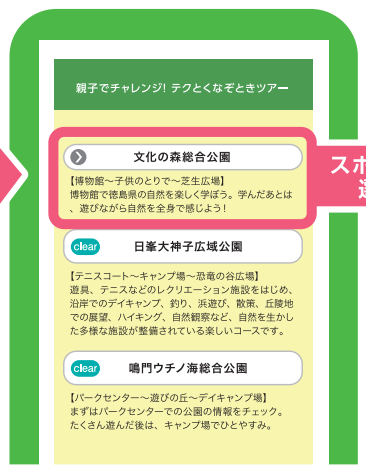 親子でチャレンジ! テクとくなぞときツアー
文化の森総合公園
【博物館～子供のとりで～芝生広場】
博物館で徳島県の自然を楽しく学ぼう。学んだあとは
、遊びながら自然を全身で感じよう!
スポ
選
clear 日峯大神子広域公園
【テニスコート～キャンプ場～恐竜の谷広場】
遊具、テニスなどのレクリエーション施設をはじめ、
沿岸でのデイキャンプ、釣り、浜遊び、散策、丘陵地
での展望、ハイキング、自然観察など、自然を生かし
た多様な施設が整備されている楽しいコースです。
clear 鳴門ウチノ海総合公園
【パークセンター～遊びの丘～デイキャンプ場】
まずはパークセンターでの公園の情報をチェック。
たくさん遊んだ後は、キャンプ場でひとやすみ。